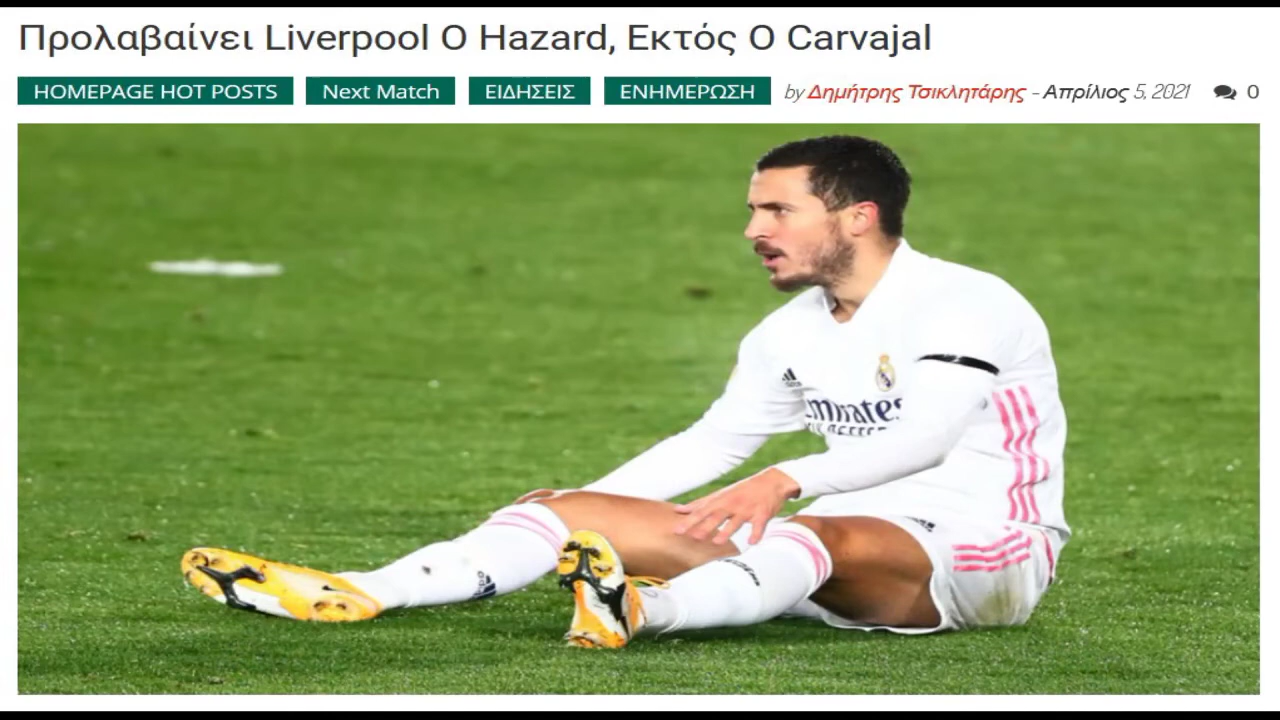 Προλαβαίνει Liverpool Ο Hazard, Εκτός Ο Carvajal
HOMEPAGE HOT POSTS Next Match ΕΙΔΗΣΕΙΣ ΕΝΗΜΕΡΩΣΗ by Δημήτρης Τσικλητάρης - Απρίλιος 5, 2021 0
adidas
Emirates